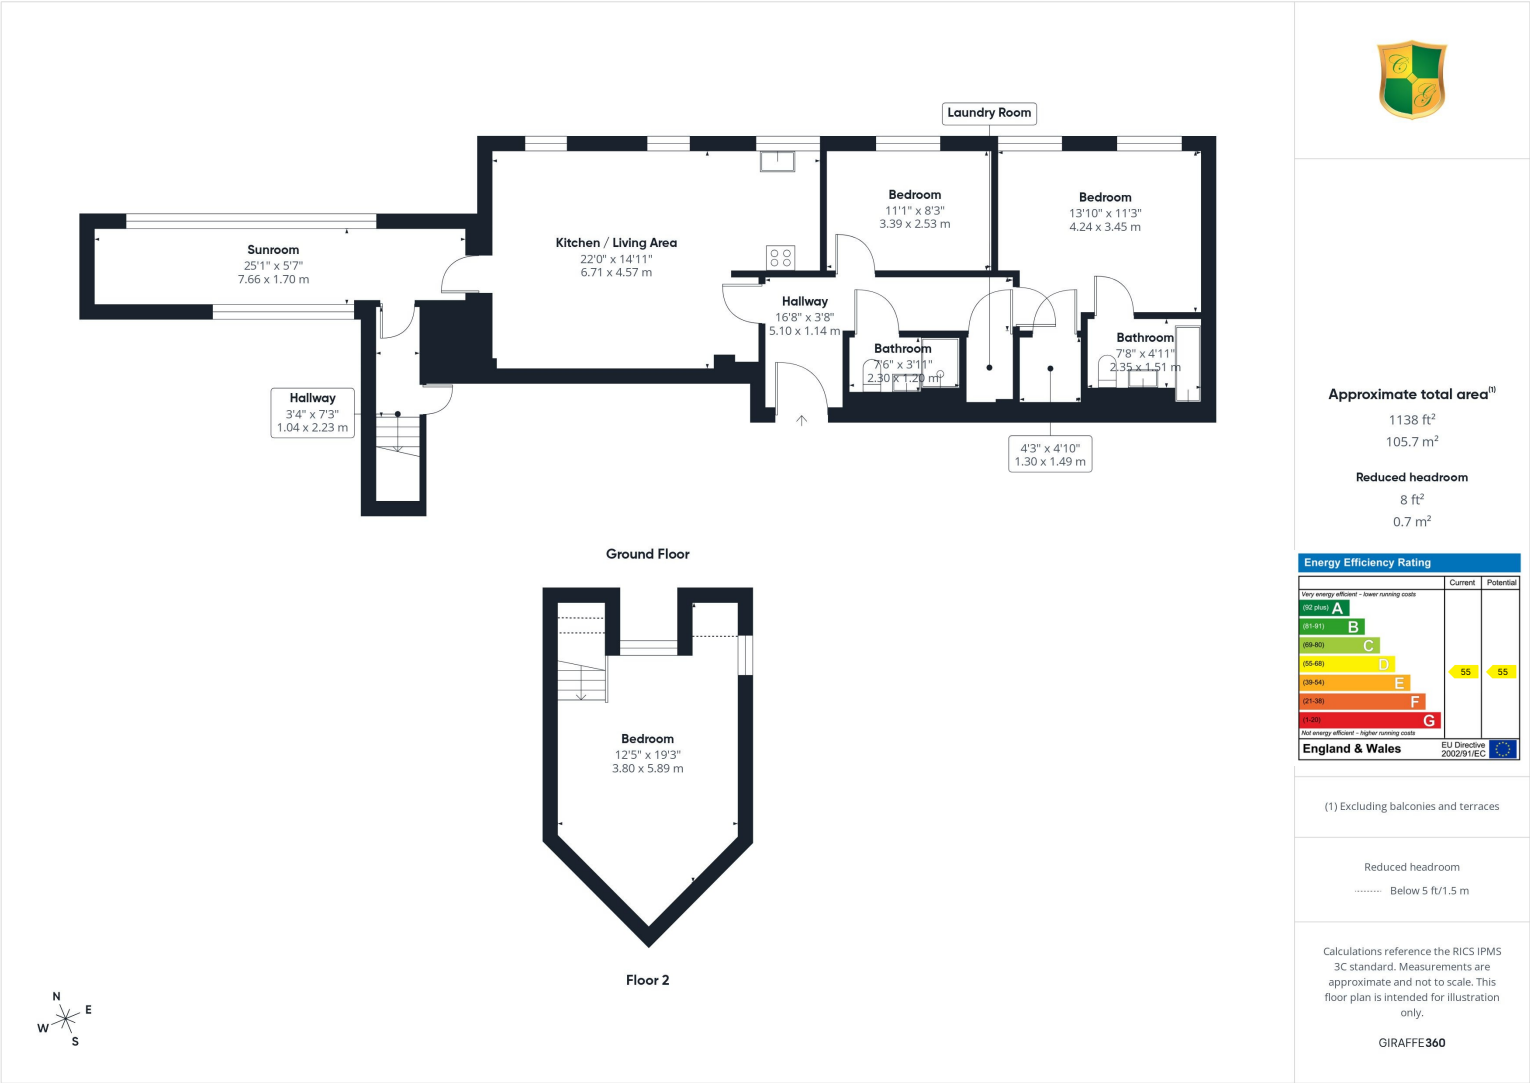 C
G
Laundry Room
Bedroom
11'1" x 8'3"
3.39 x 2.53 m
Bedroom
13'10" x 11'3"
4.24 x 3.45 m
Kitchen / Living Area
22'0" x 14'11"
6.71 x 4.57 m
Sunroom
25'1" x 5'7"
7.66 x 1.70 m
Hallway
16'8" x 3'8"
5.10 x 1.14 m
Bathroom
7'6" x 3'11"
2.30 x 1.20 m
Bathroom
7'8" x 4'11"
2.35 x 1.51 m
Hallway
3'4" x 7'3"
1.04 x 2.23 m
4'3" x 4'10"
1.30 x 1.49 m
Ground Floor
Bedroom
12'5" x 19'3"
3.80 x 5.89 m
Floor 2
N
E
W
S
Approximate total area(1)
1138 ft²
105.7 m²
Reduced headroom
8 ft²
0.7 m²
Energy Efficiency Rating
Current Potential
Very energy efficient - lower running costs
(92 plus) A
(81-91) B
(69-80) C
(55-68) D
(39-54) E
(21-38) F
(1-20) G
55 55
Not energy efficient - higher running costs
England & Wales
EU Directive
2002/91/EC
(1) Excluding balconies and terraces
Reduced headroom
Below 5 ft/1.5 m
Calculations reference the RICS IPMS
3C standard. Measurements are
approximate and not to scale. This
floor plan is intended for illustration
only.
GIRAFFE360